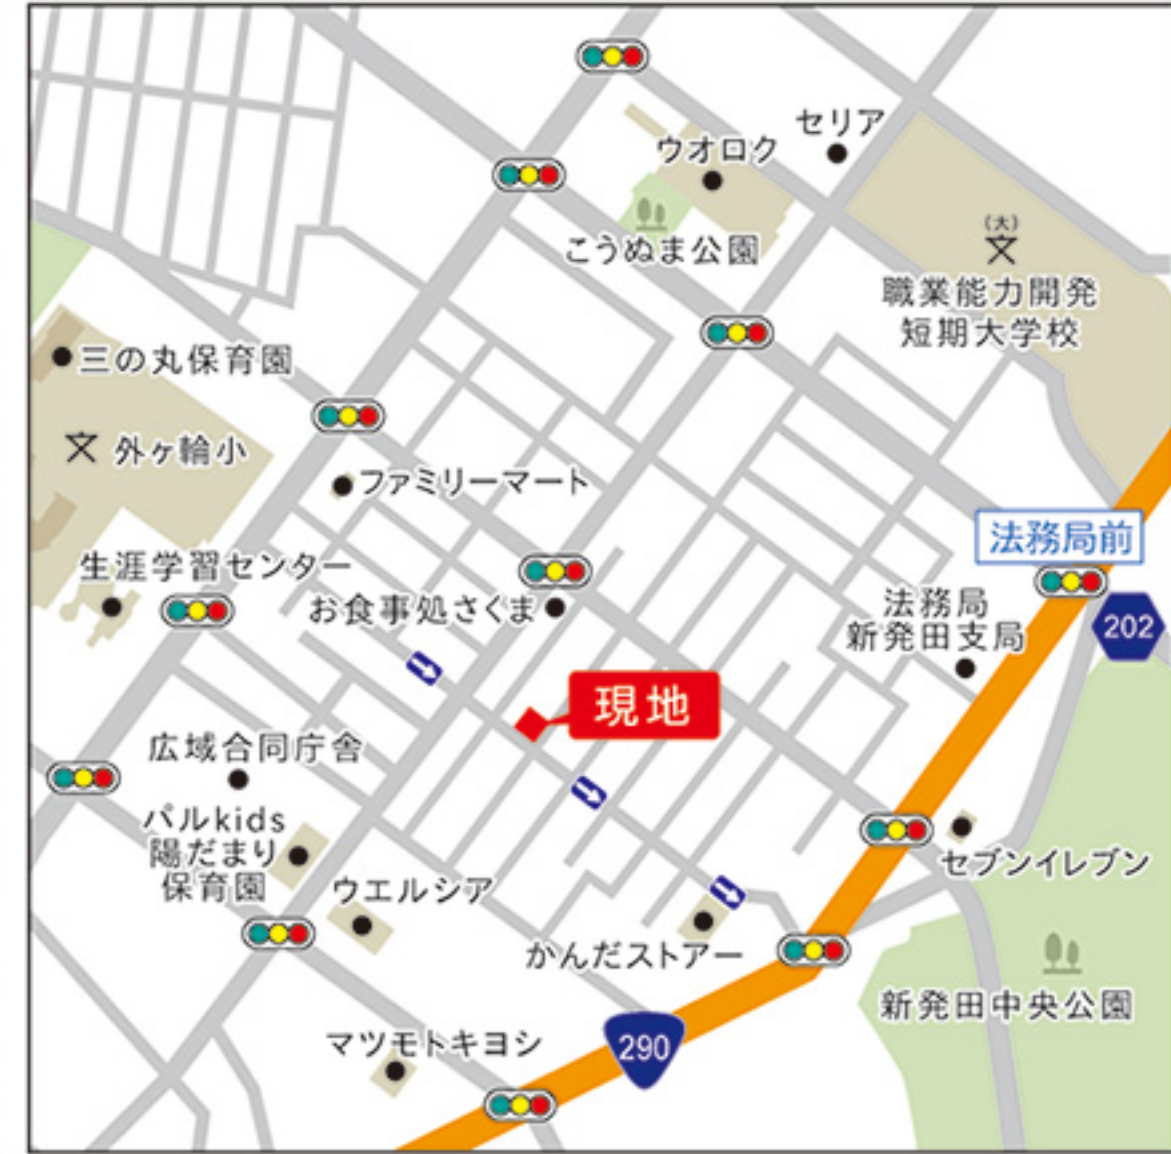 セリア
ウオロク
(大)
文
こうぬま公園
職業能力開発
短期大学校
三の丸保育園
文 外ヶ輪小
ファミリーマート
法務局前
生涯学習センター
お食事処さくま
法務局
新発田支局
202
現地
広域合同庁舎
パルkids
陽だまり
保育園
セブンイレブン
ウエルシア
かんだストアー
新発田中央公園
マツモトキヨシ
290